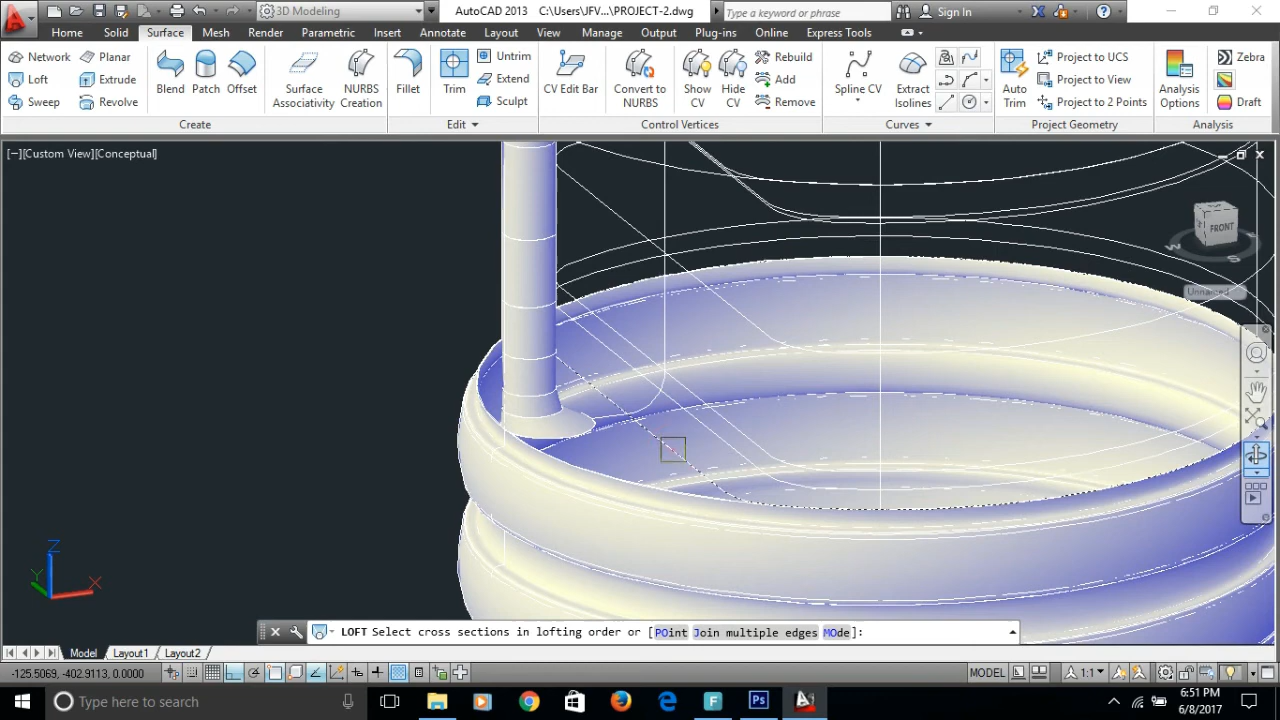 3D Modeling
AutoCAD 2013 C:\Users\JFV...\PROJECT-2.dwg
Type a keyword or phrase
Sign In
Home Solid Surface Mesh Render Parametric Insert Annotate Layout View Manage Output Plug-ins Online Express Tools
Network Planar
Loft Extrude
Sweep Revolve
Blend Patch Offset
Surface Associativity
NURBS Creation
Fillet Trim
Untrim
Extend
Sculpt
CV Edit Bar
Convert to NURBS
Show CV
Hide CV
Rebuild
Add
Remove
Spline CV
Extract Isolines
Auto Trim
Project to UCS
Project to View
Project to 2 Points
Analysis Options
Zebra
Draft
Create Edit Control Vertices Curves Project Geometry Analysis
[−][Custom View][Conceptual]
FRONT
W
S
Unnamed
Z
Y
X
LOFT Select cross sections in lofting order or [POint Join multiple edges MOde]:
Model Layout1 Layout2
-125.5069, -402.9113, 0.0000
MODEL
1:1
Type here to search
6:51 PM
6/8/2017